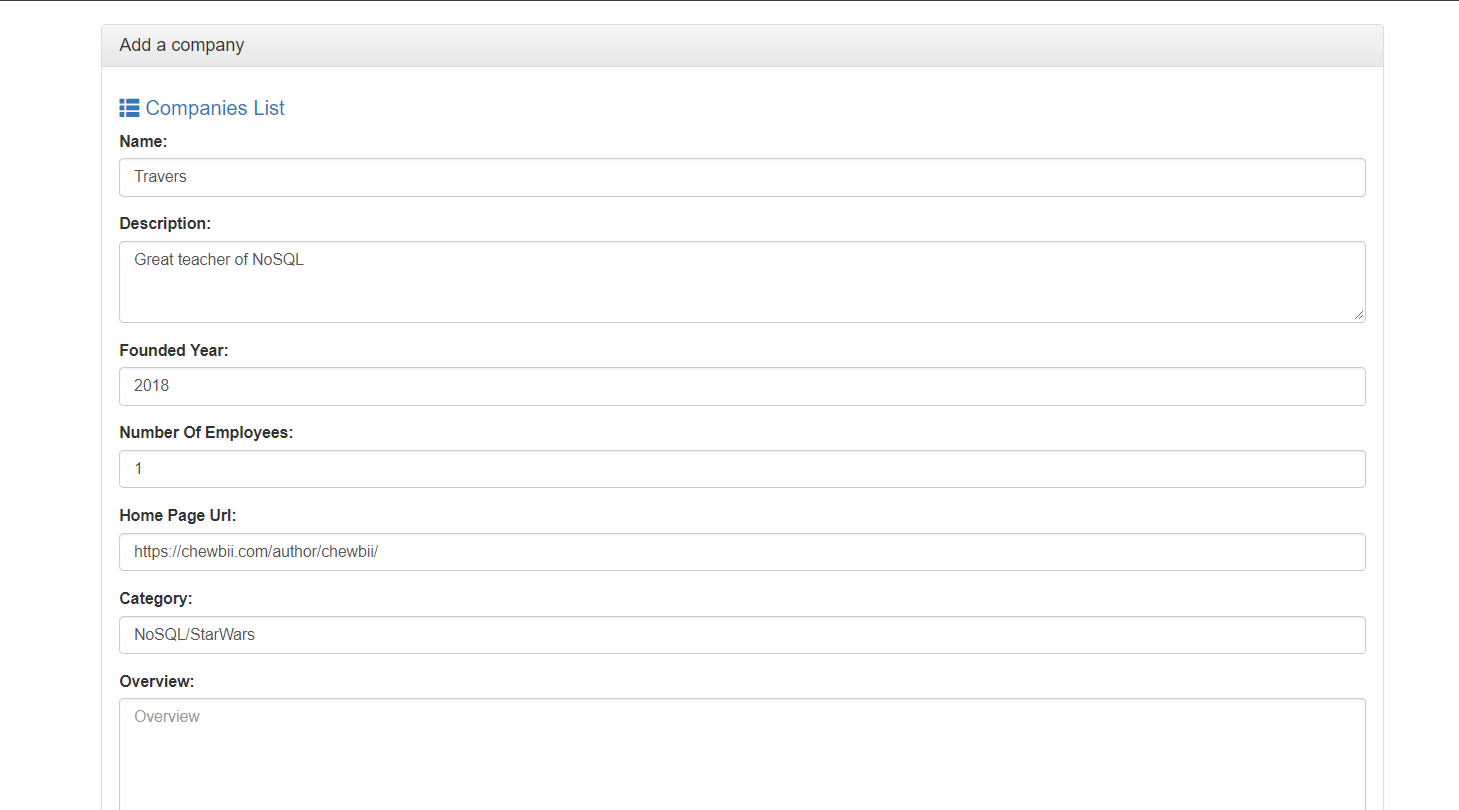 Add a company
Companies List
Name:
Travers
Description:
Great teacher of NoSQL
Founded Year:
2018
Number Of Employees:
1
Home Page Url:
https://chewbii.com/author/chewbii/
Category:
NoSQL/StarWars
Overview:
Overview